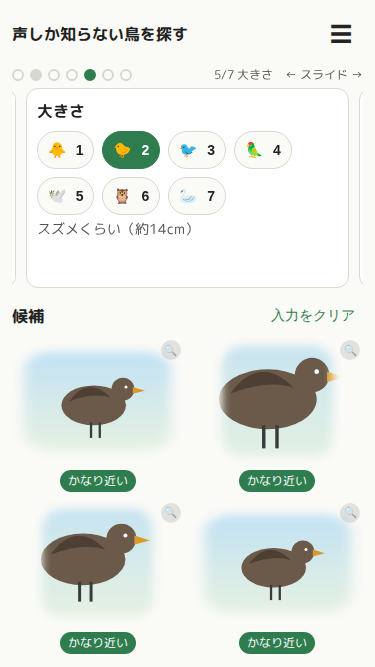 声しか知らない鳥を探す
5/7 大きさ ← スライド →
大きさ
1 2 3 4
5 6 7
スズメくらい（約14cm）
候補 入力をクリア
かなり近い かなり近い
かなり近い かなり近い